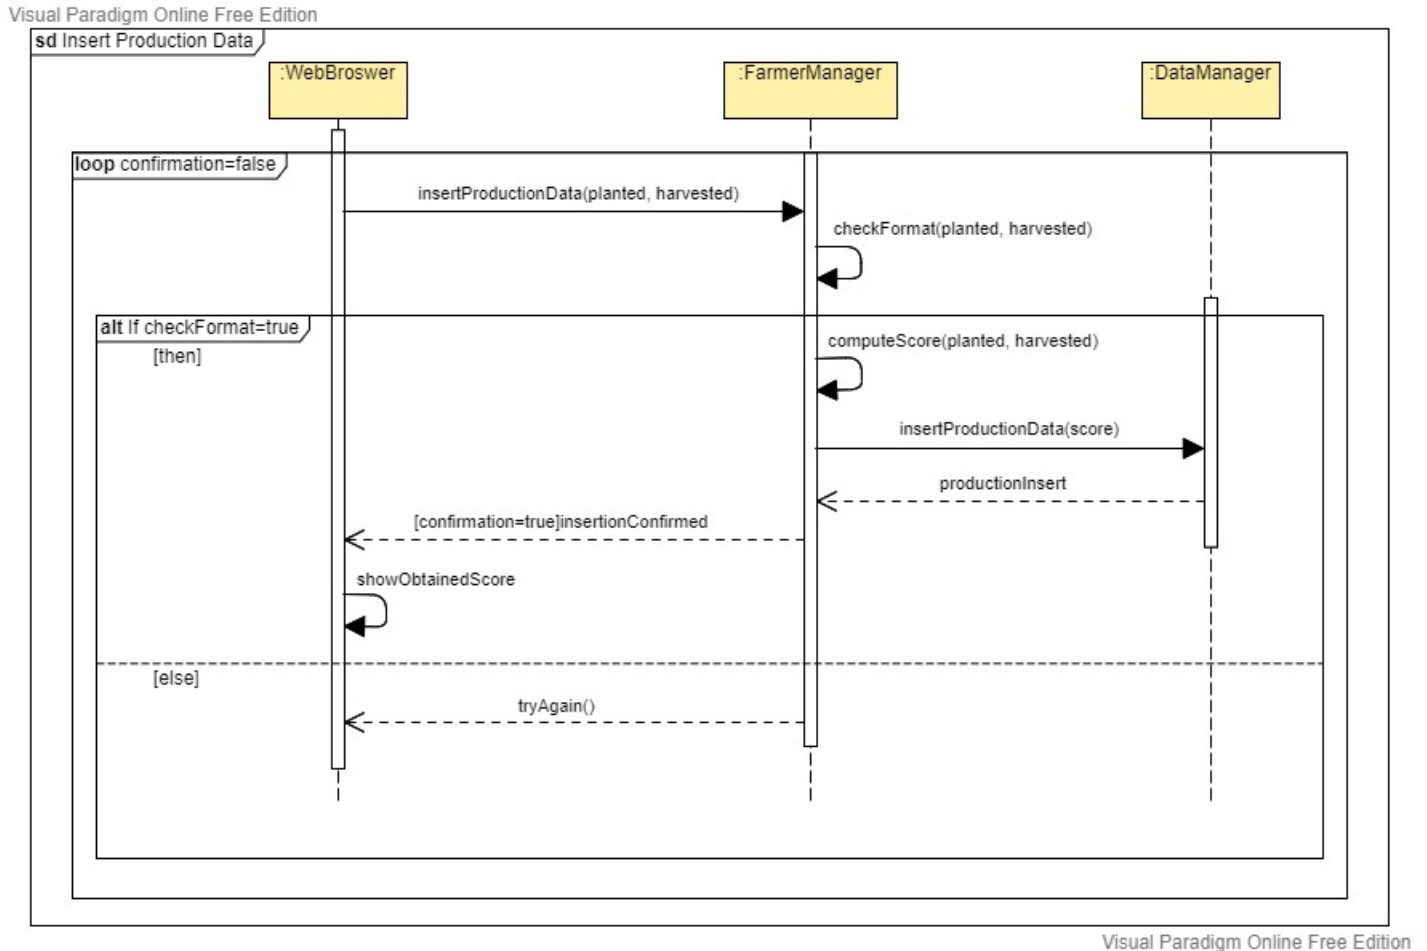 Visual Paradigm Online Free Edition
sd Insert Production Data
:WebBroswer
:FarmerManager
:DataManager
loop confirmation=false
insertProductionData(planted, harvested)
checkFormat(planted, harvested)
alt If checkFormat=true
[then]
computeScore(planted, harvested)
insertProductionData(score)
productionInsert
[confirmation=true]insertionConfirmed
showObtainedScore
[else]
tryAgain()
Visual Paradigm Online Free Edition